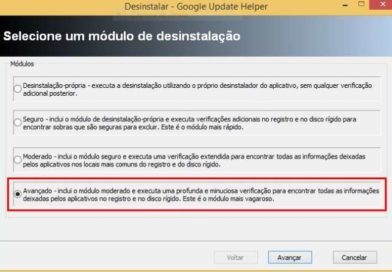 Desinstalar - Google Update Helper
Selecione um módulo de desinstalação
Módulos
Desinstalação-própria - executa a desinstalação utilizando o próprio desinstalador do aplicativo, sem qualquer verificação
adicional posterior.
Seguro - inclui o módulo de desinstalação-própria e executa verificações adicionais no registro e no disco rígido para
encontrar sobras que são seguras para excluir. Este é o módulo mais rápido.
Moderado - inclui o módulo seguro e executa uma verificação extendida para encontrar todas as informações deixadas
pelos aplicativos nos locais mais comuns do registro e do disco rígido.
Avançado - inclui o módulo moderado e executa uma profunda e minuciosa verificação para encontrar todas as informações
deixadas pelos aplicativos no registro e no disco rígido. Este é o módulo mais vagaroso.
Voltar Avançar Cancelar